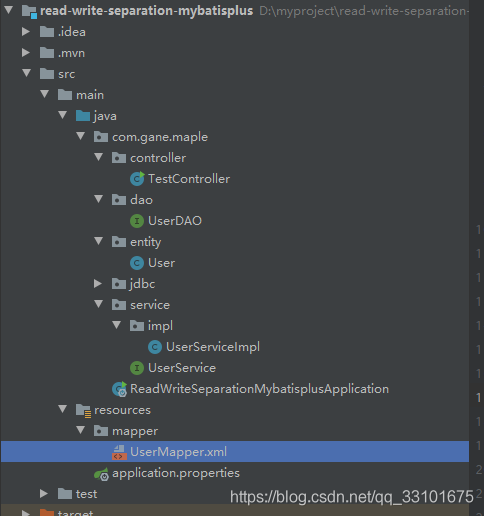 read-write-separation-mybatisplus D:\myproject\read-write-separation-
.idea
.mvn
src
main
java
com.gane.maple
controller
TestController
dao
UserDAO
entity
User
jdbc
service
impl
UserServiceImpl
UserService
ReadWriteSeparationMybatisplusApplication
resources
mapper
UserMapper.xml
application.properties
test
target
https://blog.csdn.net/qq_33101675